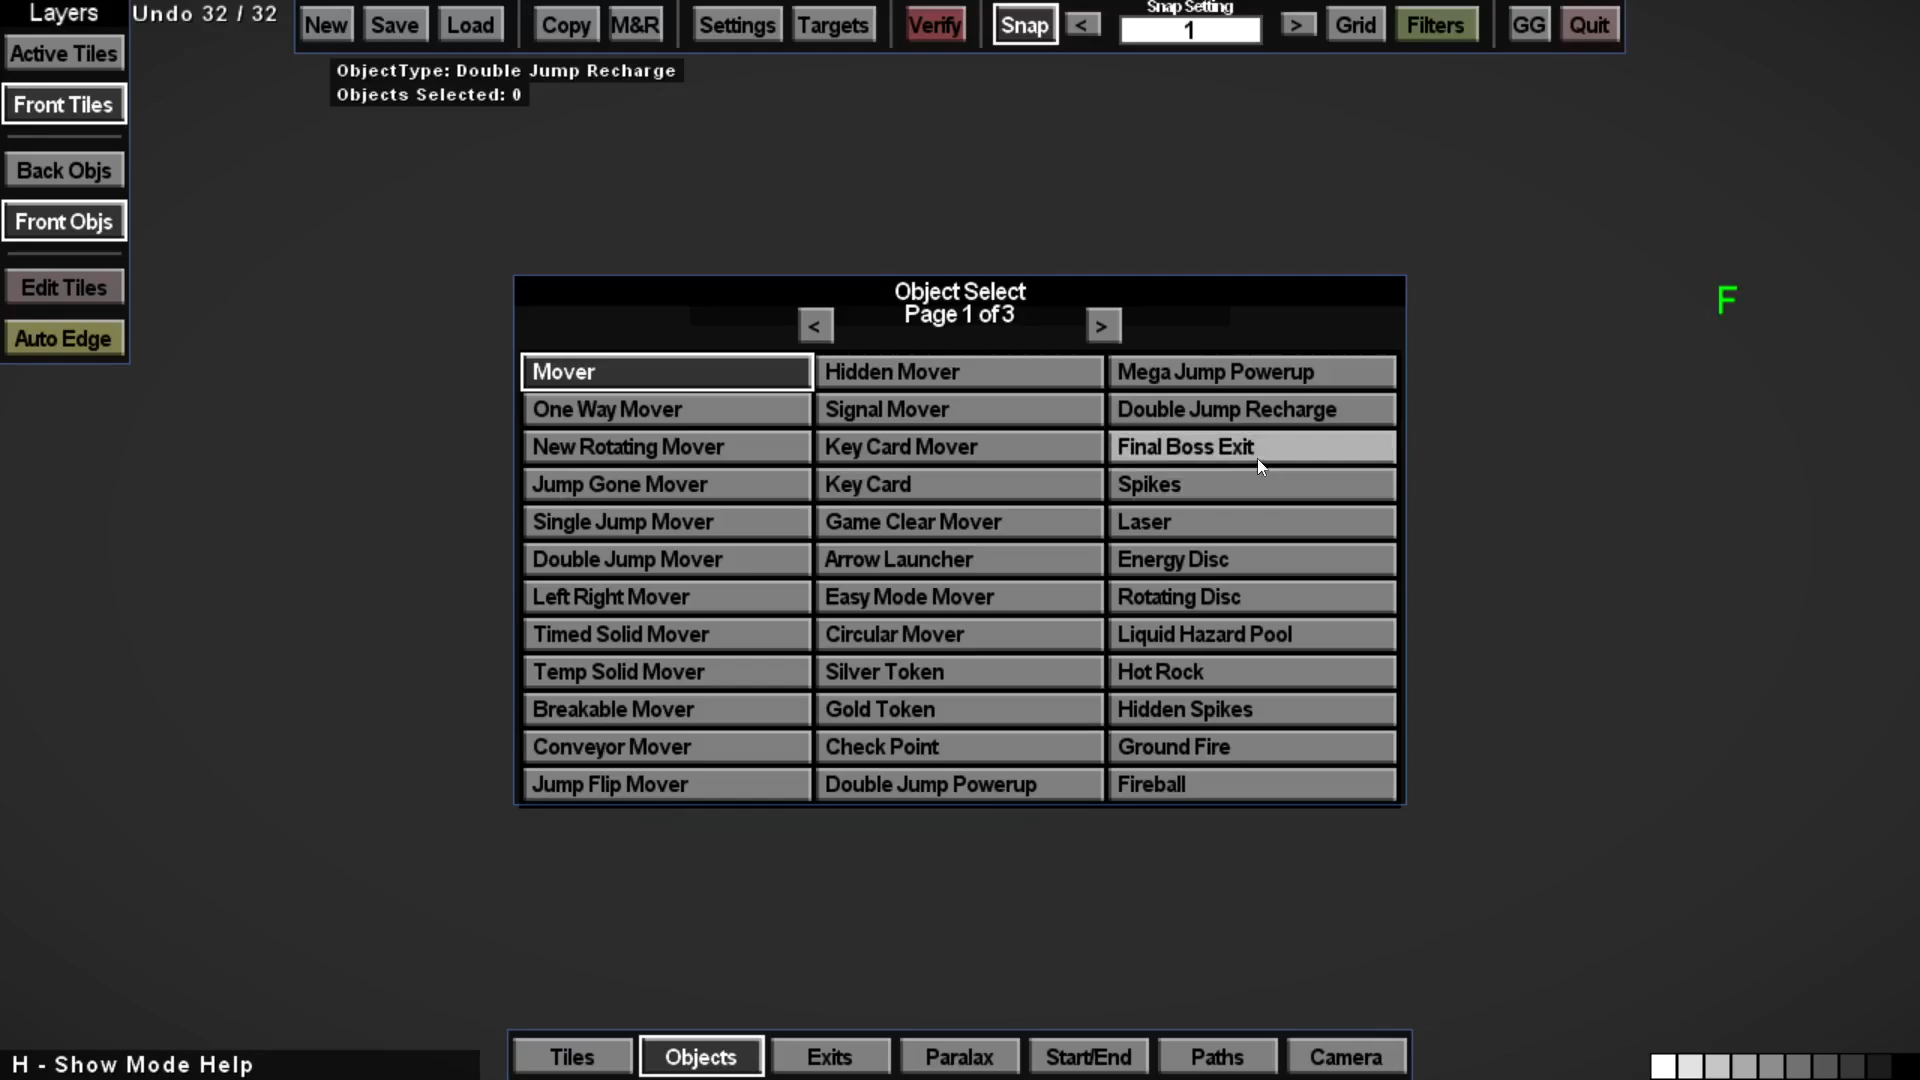 Layers
Undo 32 / 32
New
Save
Load
Copy
M&R
Settings
Targets
Verify
Snap
<
Snap Setting
1
>
Grid
Filters
GG
Quit
Active Tiles
Front Tiles
Back Objs
Front Objs
Edit Tiles
Auto Edge
ObjectType: Double Jump Recharge
Objects Selected: 0
F
Object Select
Page 1 of 3
<
>
Mover
Hidden Mover
Mega Jump Powerup
One Way Mover
Signal Mover
Double Jump Recharge
New Rotating Mover
Key Card Mover
Final Boss Exit
Jump Gone Mover
Key Card
Spikes
Single Jump Mover
Game Clear Mover
Laser
Double Jump Mover
Arrow Launcher
Energy Disc
Left Right Mover
Easy Mode Mover
Rotating Disc
Timed Solid Mover
Circular Mover
Liquid Hazard Pool
Temp Solid Mover
Silver Token
Hot Rock
Breakable Mover
Gold Token
Hidden Spikes
Conveyor Mover
Check Point
Ground Fire
Jump Flip Mover
Double Jump Powerup
Fireball
H - Show Mode Help
Tiles
Objects
Exits
Paralax
Start/End
Paths
Camera